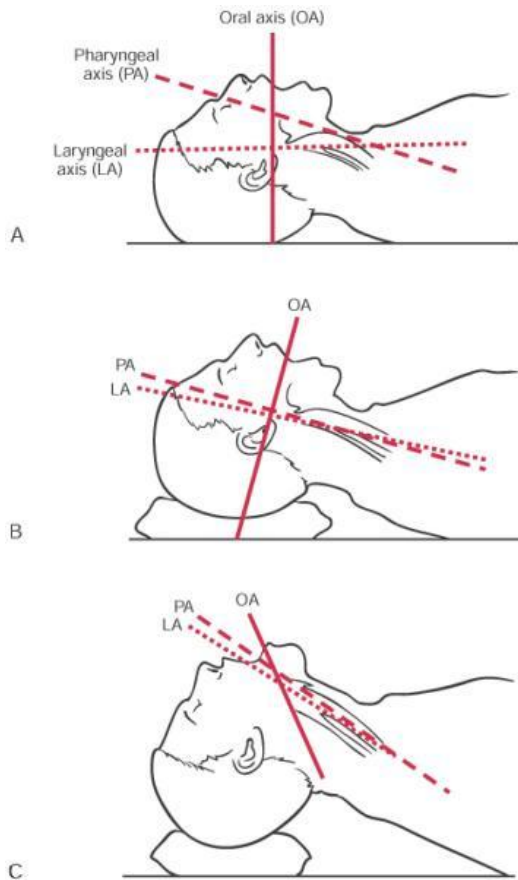 Oral axis (OA)
Pharyngeal
axis (PA)
Laryngeal
axis (LA)
A
OA
PA
LA
B
OA
PA
LA
C